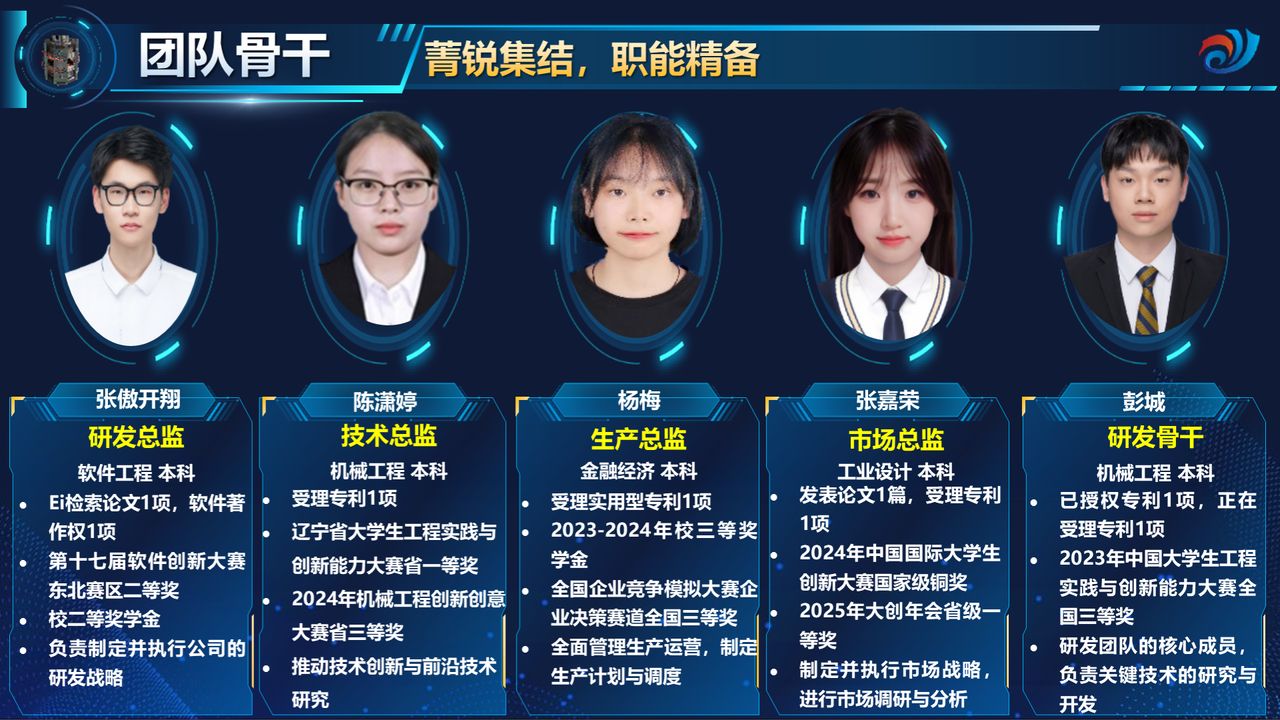 团队骨干
菁锐集结，职能精备
张傲开翔
研发总监
软件工程 本科
• Ei检索论文1项，软件著
作权1项
• 第十七届软件创新大赛
东北赛区二等奖
• 校二等奖学金
• 负责制定并执行公司的
研发战略
陈潇婷
技术总监
机械工程 本科
• 受理专利1项
• 辽宁省大学生工程实践与
创新能力大赛省一等奖
• 2024年机械工程创新创意
大赛省三等奖
• 推动技术创新与前沿技术
研究
杨梅
生产总监
金融经济 本科
• 受理实用型专利1项
• 2023-2024年校三等奖
学金
• 全国企业竞争模拟大赛企
业决策赛道全国三等奖
• 全面管理生产运营，制定
生产计划与调度
张嘉荣
市场总监
工业设计 本科
• 发表论文1篇，受理专利
1项
• 2024年中国国际大学生
创新大赛国家级铜奖
• 2025年大创年会省级一
等奖
• 制定并执行市场战略，
进行市场调研与分析
彭城
研发骨干
机械工程 本科
• 已授权专利1项，正在
受理专利1项
• 2023年中国大学生工程
实践与创新能力大赛全
国三等奖
• 研发团队的核心成员，
负责关键技术的研究与
开发